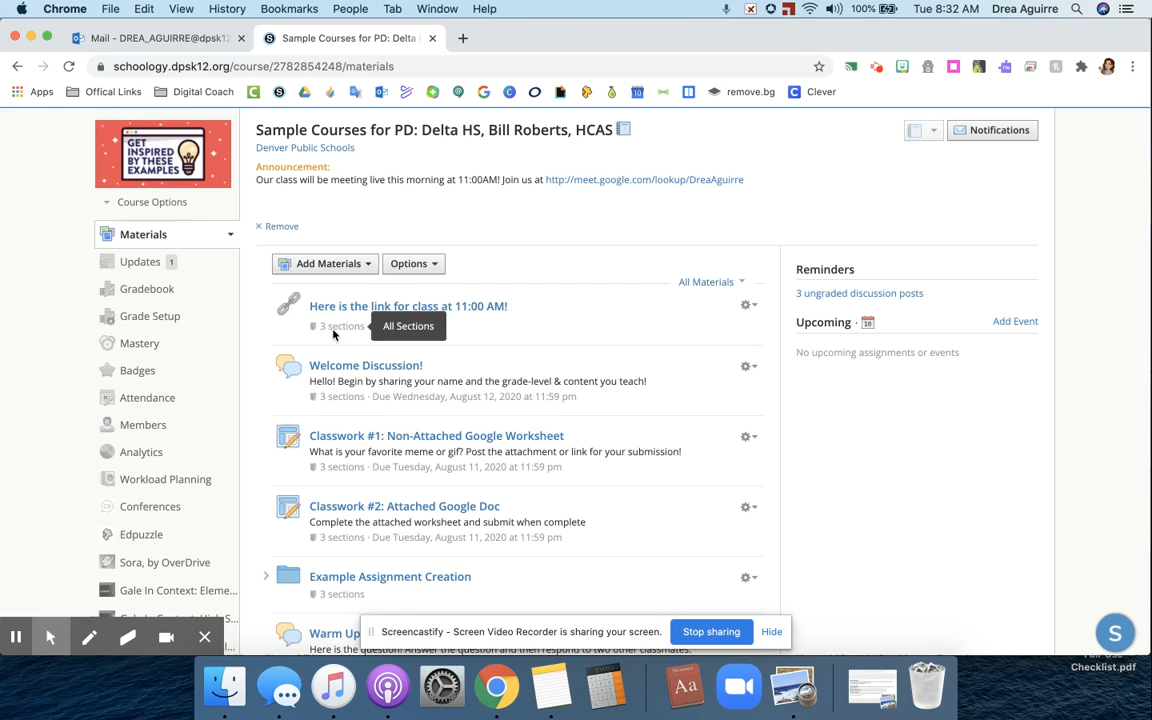 Chrome File Edit View History Bookmarks People Tab Window Help 100% Tue 8:32 AM Drea Aguirre
Mail - DREA_AGUIRRE@dpsk12
Sample Courses for PD: Delta
schoology.dpsk12.org/course/2782854248/materials
Apps Offical Links Digital Coach remove.bg Clever
GET INSPIRED BY THESE EXAMPLES
Sample Courses for PD: Delta HS, Bill Roberts, HCAS
Notifications
Denver Public Schools
Announcement:
Our class will be meeting live this morning at 11:00AM! Join us at http://meet.google.com/lookup/DreaAguirre
Remove
Course Options
Materials
Updates 1
Gradebook
Grade Setup
Mastery
Badges
Attendance
Members
Analytics
Workload Planning
Conferences
Edpuzzle
Sora, by OverDrive
Gale In Context: Eleme...
Add Materials
Options
All Materials
Here is the link for class at 11:00 AM!
3 sections
All Sections
Welcome Discussion!
Hello! Begin by sharing your name and the grade-level & content you teach!
3 sections · Due Wednesday, August 12, 2020 at 11:59 pm
Classwork #1: Non-Attached Google Worksheet
What is your favorite meme or gif? Post the attachment or link for your submission!
3 sections · Due Tuesday, August 11, 2020 at 11:59 pm
Classwork #2: Attached Google Doc
Complete the attached worksheet and submit when complete
3 sections · Due Tuesday, August 11, 2020 at 11:59 pm
Example Assignment Creation
3 sections
Warm Up
Reminders
3 ungraded discussion posts
Upcoming ·
Add Event
No upcoming assignments or events
Screencastify - Screen Video Recorder is sharing your screen.
Stop sharing
Hide
S
Checklist.pdf